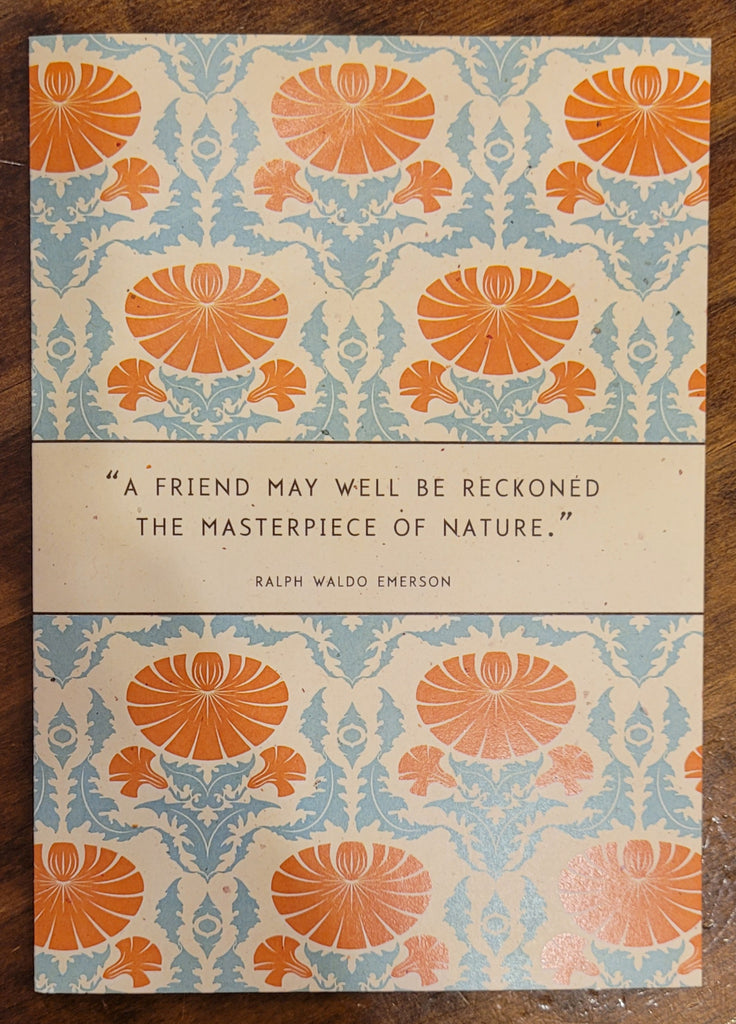 “A FRIEND MAY WELL BE RECKONED
THE MASTERPIECE OF NATURE.”
RALPH WALDO EMERSON